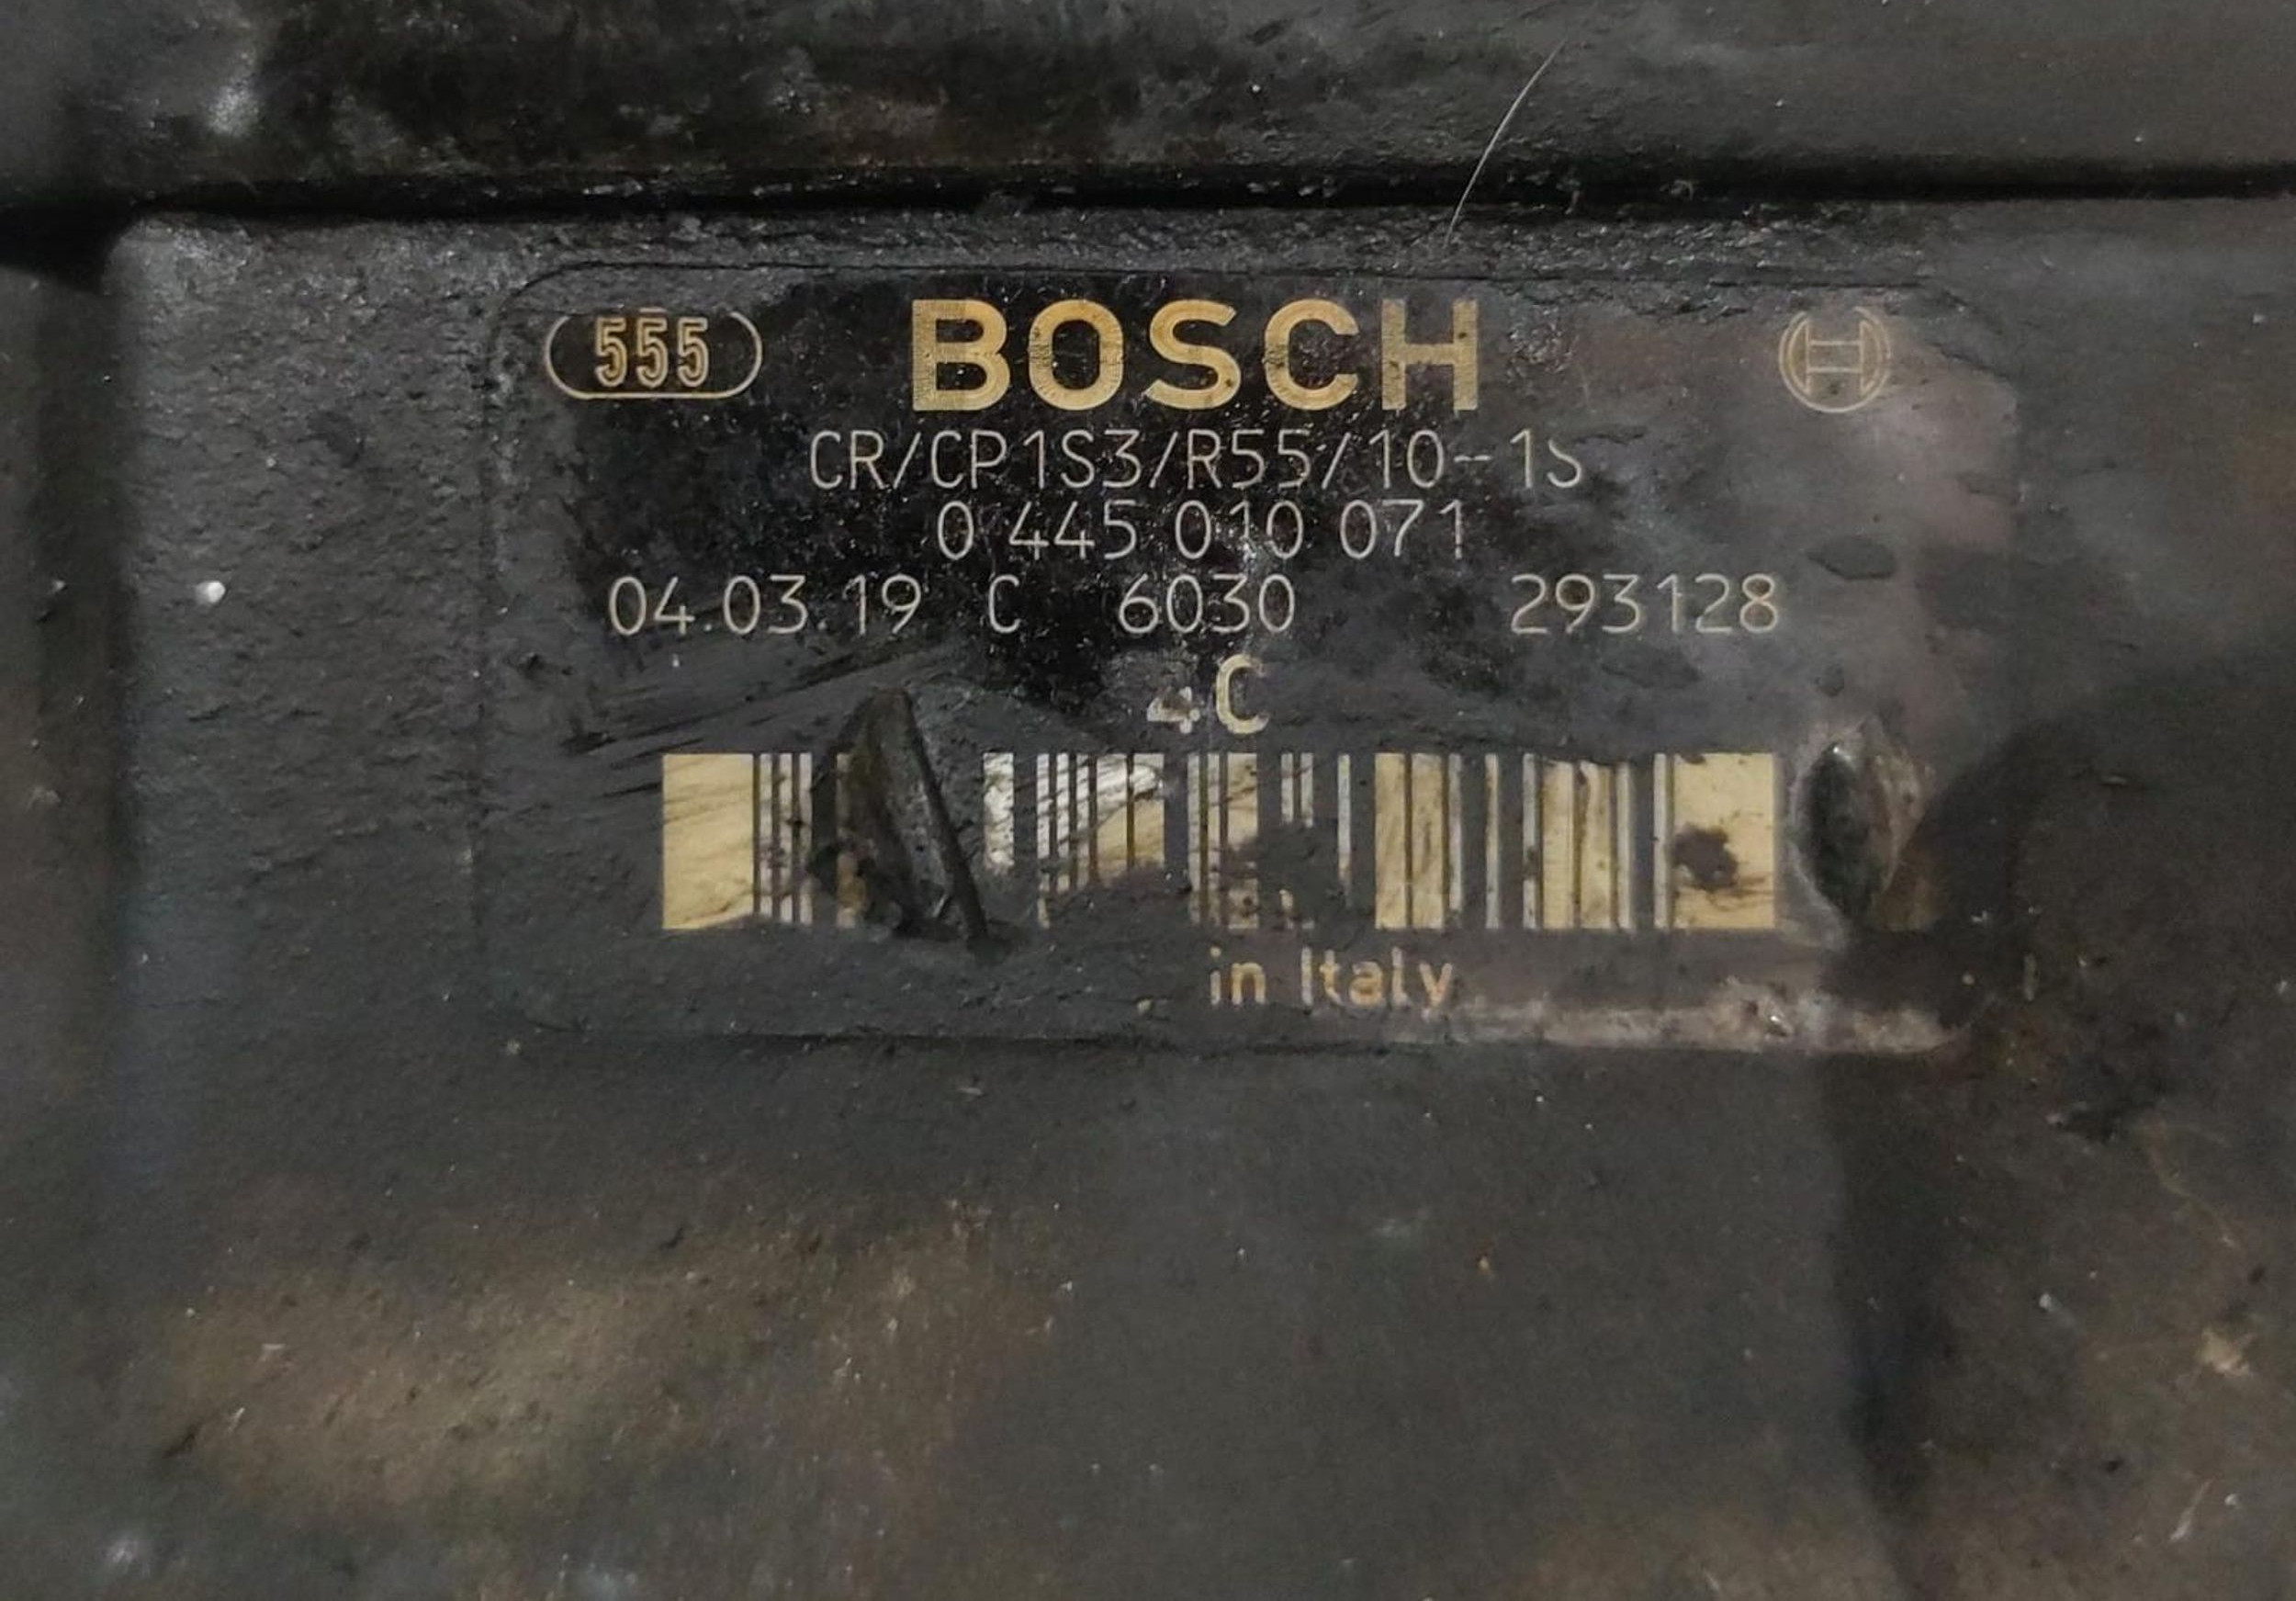 555 BOSCH
CR/CP1S3/R55/10-1S
0 445 010 071
04.03.19 C 6030 293128
4C
in Italy